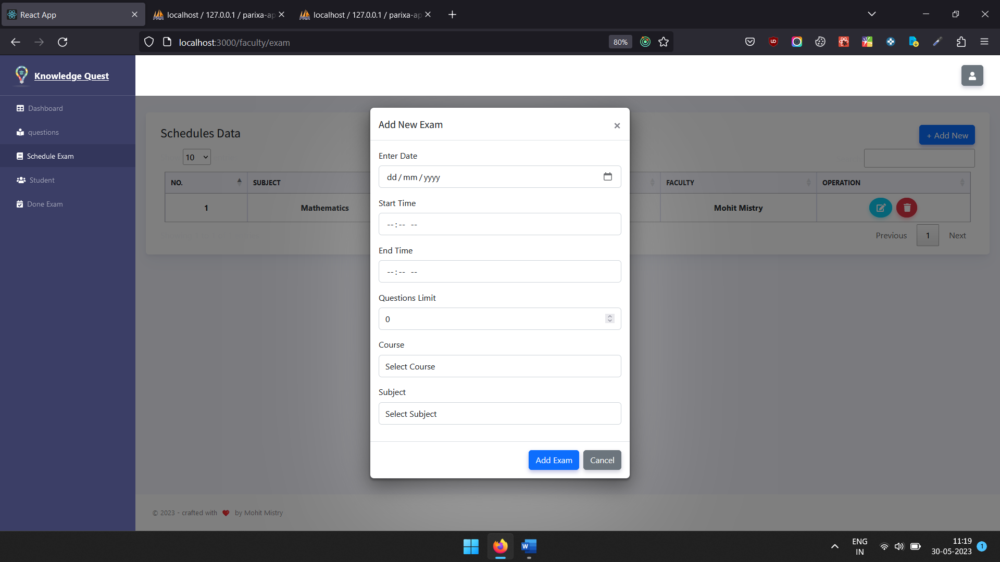 React App
localhost / 127.0.0.1 / parixa-ap
localhost / 127.0.0.1 / parixa-ap
localhost:3000/faculty/exam
80%
Knowledge Quest
Dashboard
questions
Schedule Exam
Student
Done Exam
Schedules Data
+ Add New
10
NO.
SUBJECT
FACULTY
OPERATION
1
Mathematics
Mohit Mistry
Previous
1
Next
Add New Exam
×
Enter Date
dd/mm/yyyy
Start Time
--:-- --
End Time
--:-- --
Questions Limit
0
Course
Select Course
Subject
Select Subject
Add Exam
Cancel
© 2023 - crafted with ❤ by Mohit Mistry
ENG
IN
11:19
30-05-2023
1